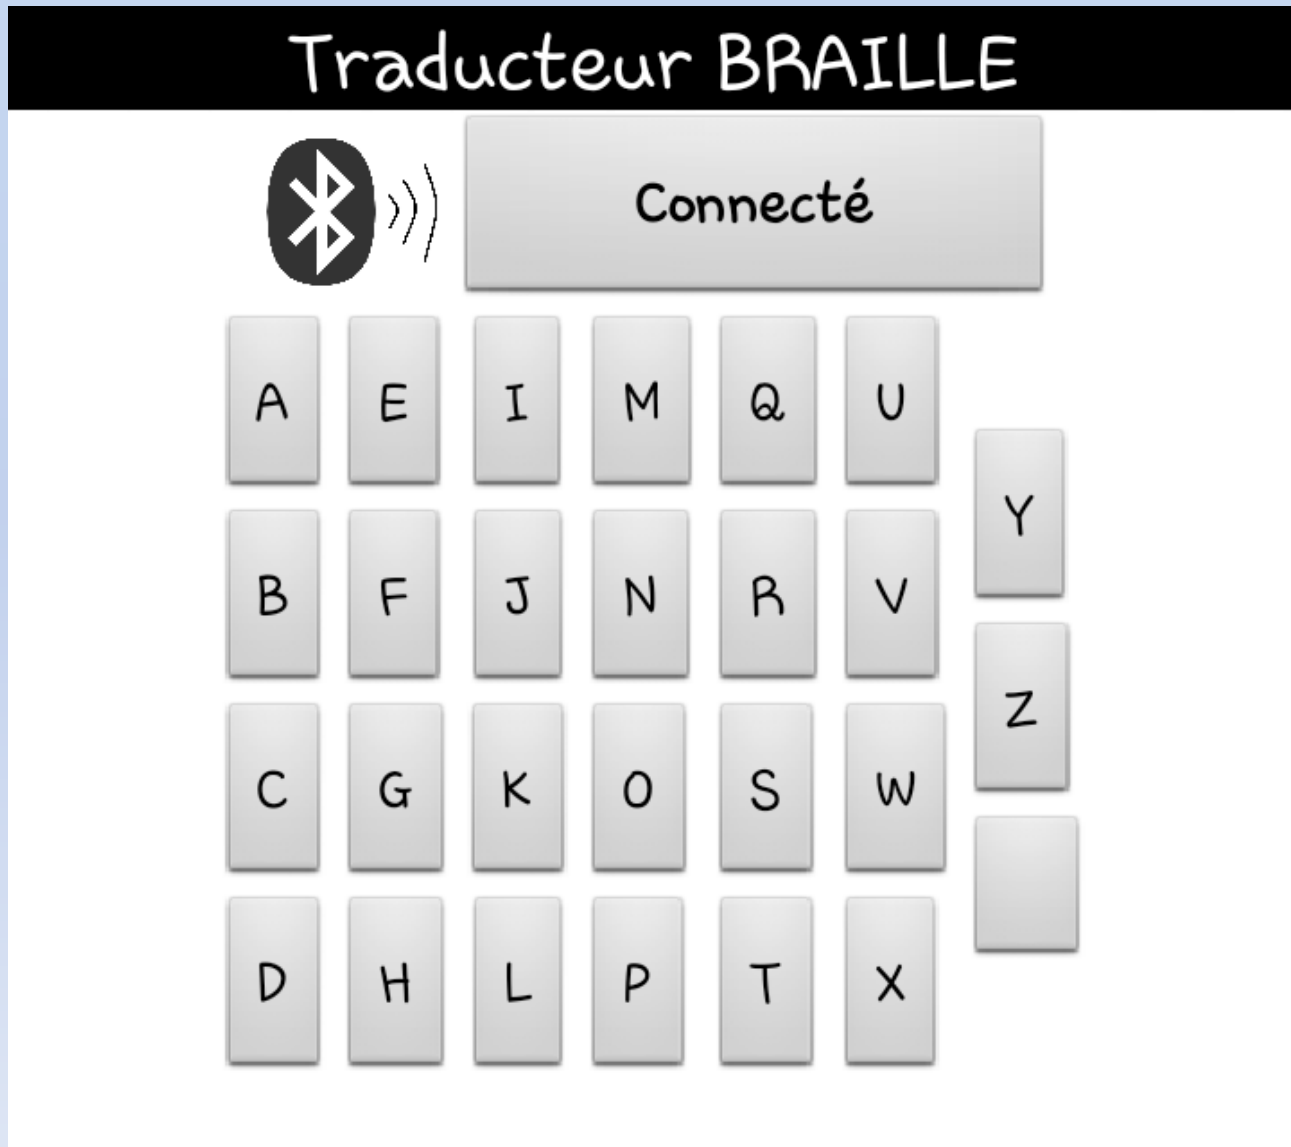 Traducteur BRAILLE
Connecté
A E I M Q U
Y
B F J N R V
Z
C G K O S W
D H L P T X